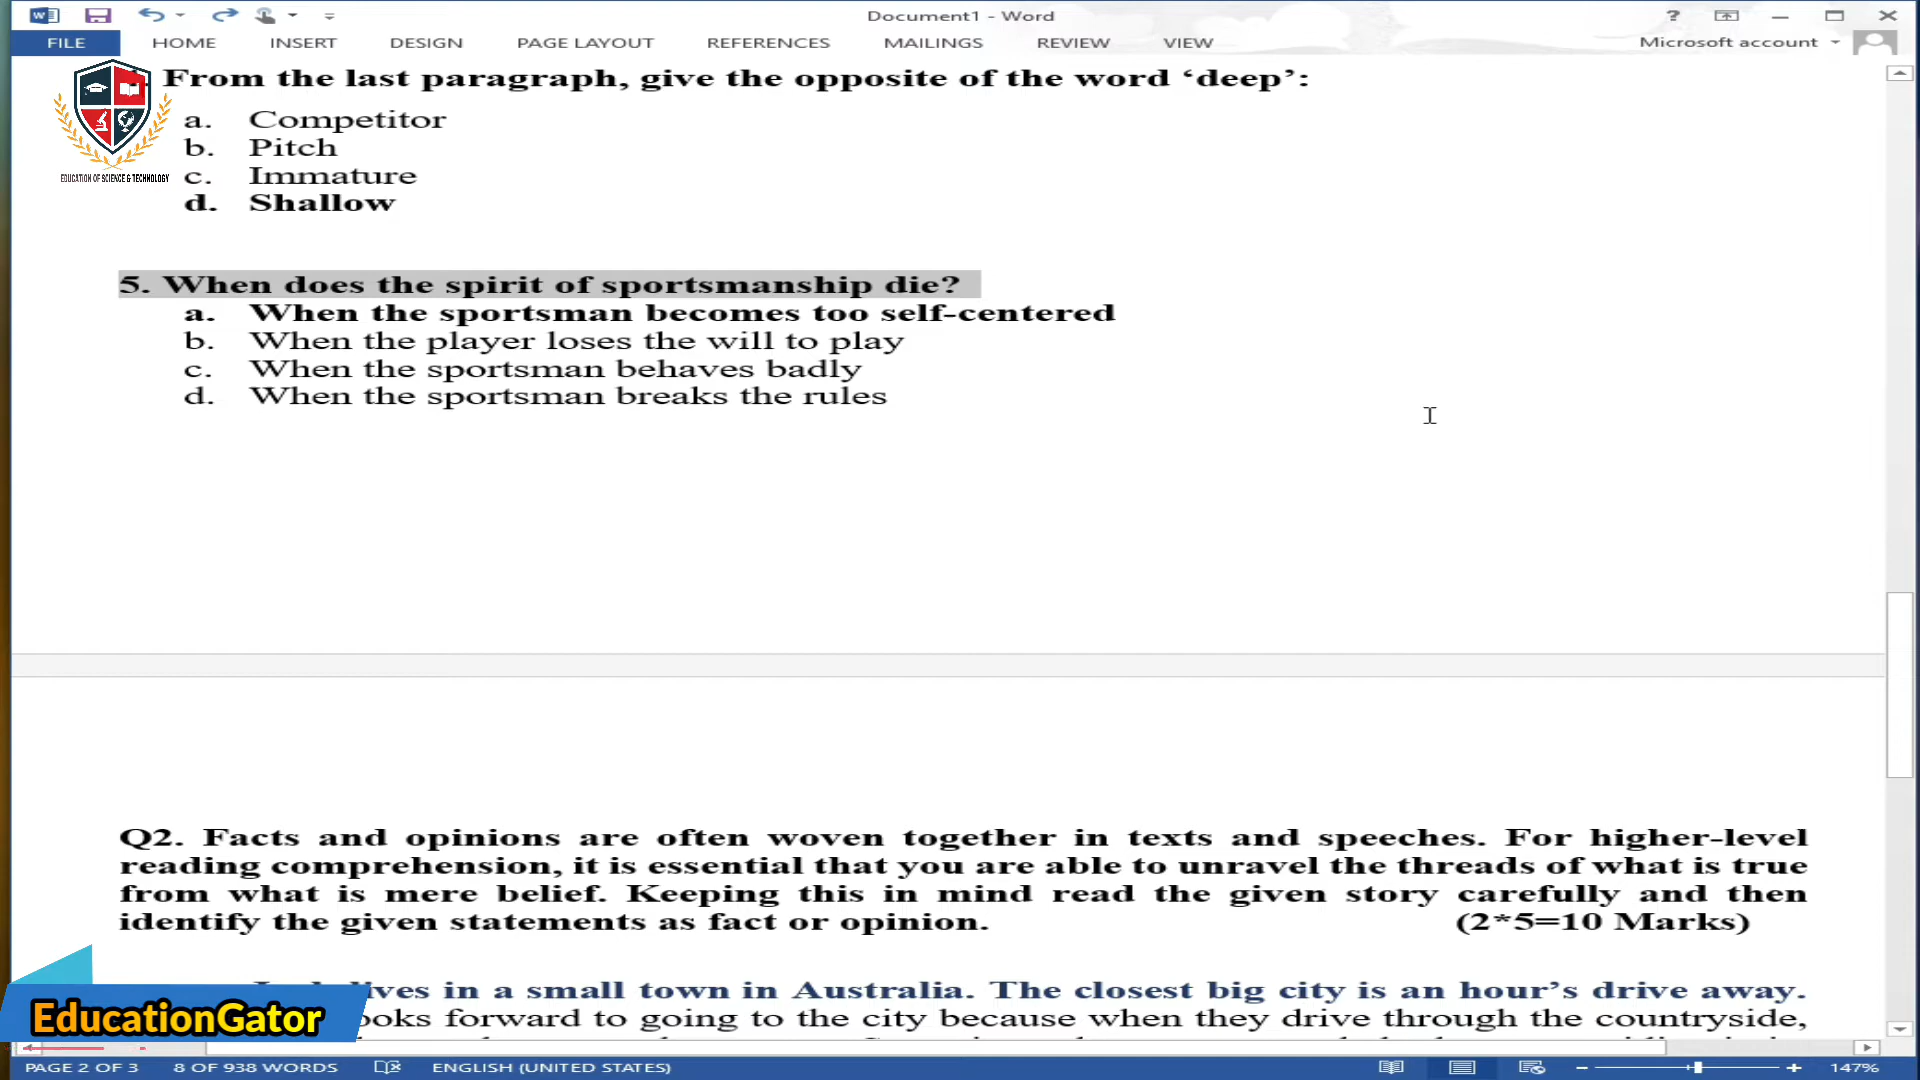 Document1 - Word
?
FILE HOME INSERT DESIGN PAGE LAYOUT REFERENCES MAILINGS REVIEW VIEW Microsoft account
. From the last paragraph, give the opposite of the word ‘deep’:
a. Competitor
b. Pitch
c. Immature
d. Shallow
EDUCATION OF SCIENCE & TECHNOLOGY
5. When does the spirit of sportsmanship die?
a. When the sportsman becomes too self-centered
b. When the player loses the will to play
c. When the sportsman behaves badly
d. When the sportsman breaks the rules
Q2. Facts and opinions are often woven together in texts and speeches. For higher-level
reading comprehension, it is essential that you are able to unravel the threads of what is true
from what is mere belief. Keeping this in mind read the given story carefully and then
identify the given statements as fact or opinion. (2*5=10 Marks)
lives in a small town in Australia. The closest big city is an hour’s drive away.
ooks forward to going to the city because when they drive through the countryside,
EducationGator
PAGE 2 OF 3 8 OF 938 WORDS ENGLISH (UNITED STATES) 147%